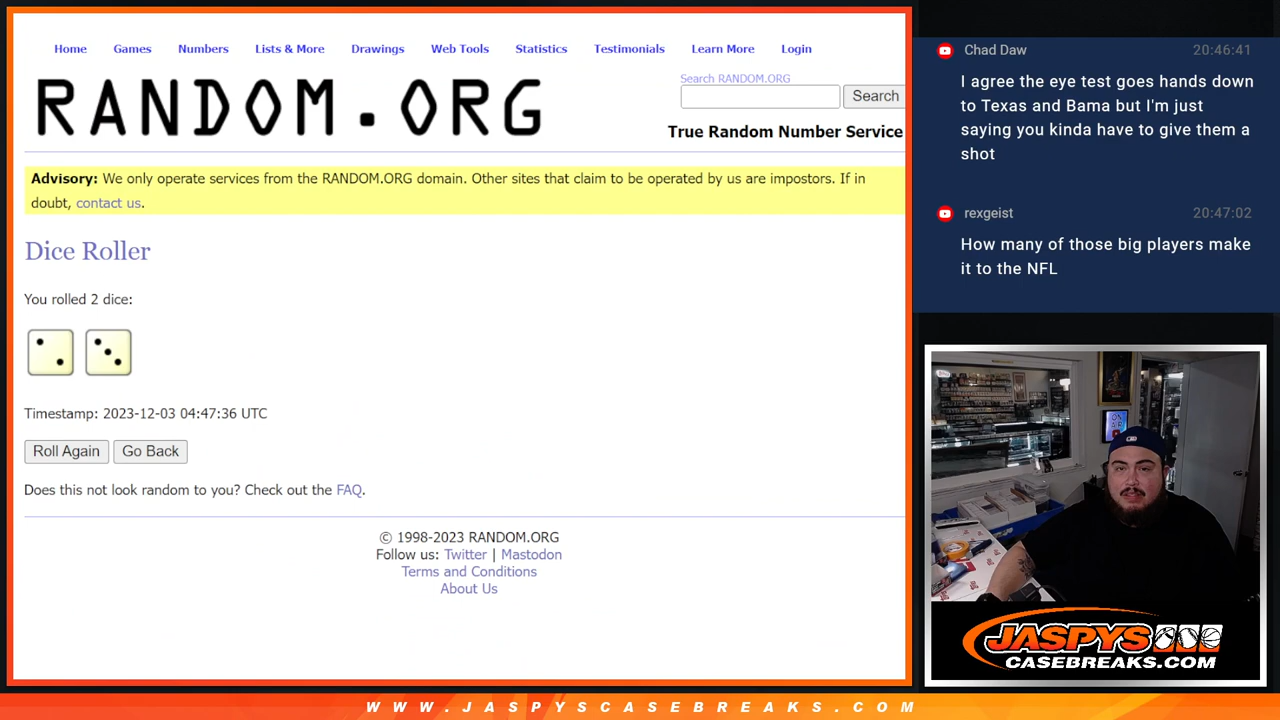 Home Games Numbers Lists & More Drawings Web Tools Statistics Testimonials Learn More Login
RANDOM.ORG
Search RANDOM.ORG
Search
True Random Number Service
Advisory: We only operate services from the RANDOM.ORG domain. Other sites that claim to be operated by us are impostors. If in
doubt, contact us.
Dice Roller
You rolled 2 dice:
Timestamp: 2023-12-03 04:47:36 UTC
Roll Again Go Back
Does this not look random to you? Check out the FAQ.
© 1998-2023 RANDOM.ORG
Follow us: Twitter | Mastodon
Terms and Conditions
About Us
Chad Daw 20:46:41
I agree the eye test goes hands down
to Texas and Bama but I'm just
saying you kinda have to give them a
shot
rexgeist 20:47:02
How many of those big players make
it to the NFL
JASPYS
CASEBREAKS.COM
WWW.JASPYSCASEBREAKS.COM